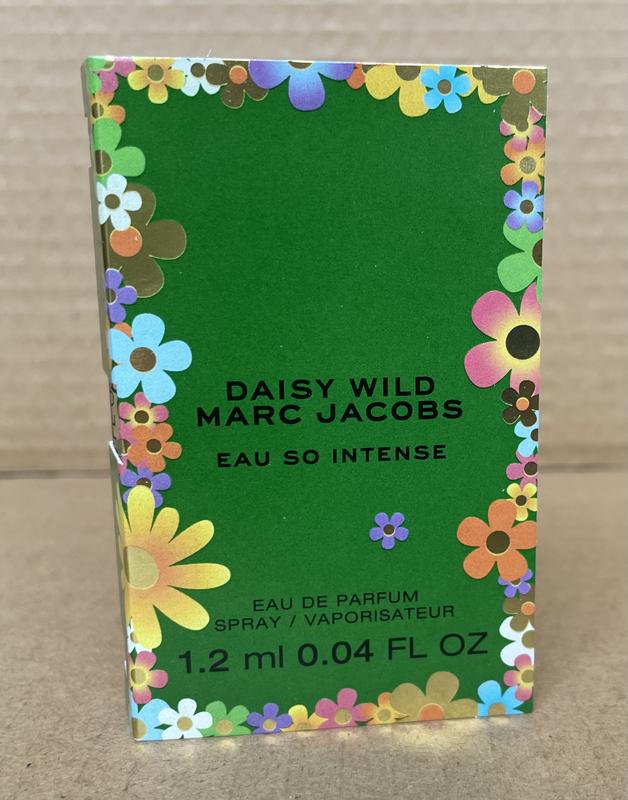 DAISY WILD
MARC JACOBS
EAU SO INTENSE
EAU DE PARFUM
SPRAY / VAPORISATEUR
1.2 ml 0.04 FL OZ